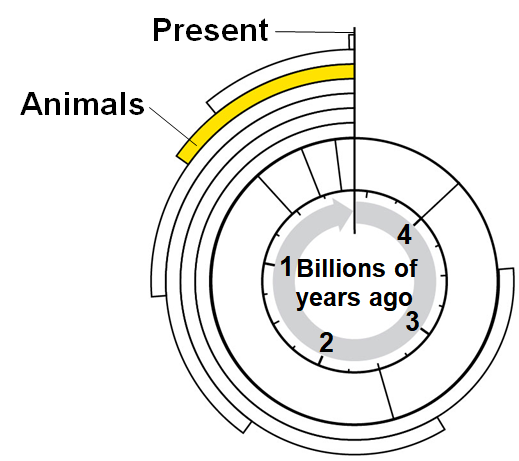 Present
Animals
4
1
Billions of
years ago
3
2